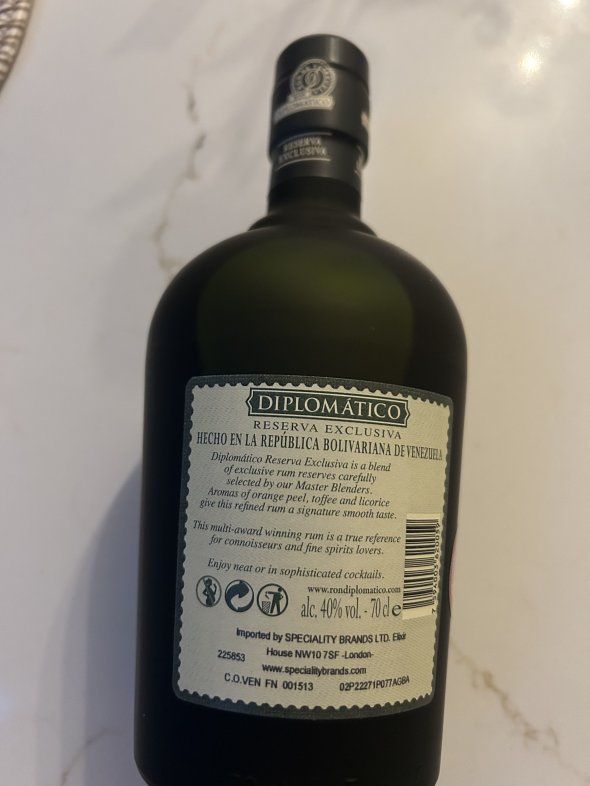 DIPLOMÁTICO
RESERVA
EXCLUSIVA
DIPLOMÁTICO
RESERVA EXCLUSIVA
HECHO EN LA REPÚBLICA BOLIVARIANA DE VENEZUELA
Diplomático Reserva Exclusiva is a blend
of exclusive rum reserves carefully
selected by our Master Blenders.
Aromas of orange peel, toffee and licorice
give this refined rum a signature smooth taste.
This multi-award winning rum is a true reference
for connoisseurs and fine spirits lovers.
Enjoy neat or in sophisticated cocktails.
www.rondiplomatico.com
alc. 40% vol. - 70 cl e
Imported by SPECIALITY BRANDS LTD. Elixir
House NW10 7SF -London-
225853
www.specialitybrands.com
C.O.VEN FN 001513 02P22271P077AGBA